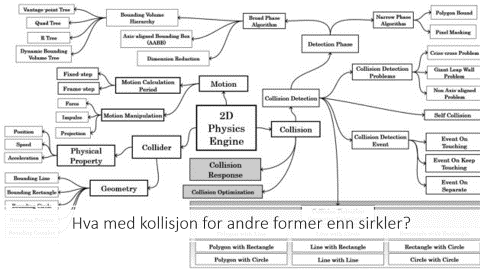 Vantage-point Tree
Quad Tree
R Tree
Dynamic Bounding
Volume Tree
Bounding Volume
Hierarchy
Axis-aligned Bounding Box
(AABB)
Dimension Reduction
Broad Phase
Algorithm
Narrow Phase
Algorithm
Polygon Bound
Pixel Masking
Detection Phase
Fixed-step
Frame step
Motion Calculation
Period
Motion
Force
Impulse
Projection
Motion Manipulation
2D
Physics
Engine
Collision Detection
Collision Detection
Problems
Criss-cross Problem
Giant Leap Wall
Problem
Non Axis-aligned
Problem
Self Collision
Collision
Position
Speed
Acceleration
Physical
Property
Collider
Collision Detection
Event
Event On
Touching
Event On Keep
Touching
Event On
Separate
Collision
Response
Collision Optimization
Geometry
Bounding Line
Bounding Rectangle
Hva med kollisjon for andre former enn sirkler?
Polygon with Rectangle
Line with Rectangle
Rectangle with Circle
Polygon with Circle
Line with Line
Circle with Circle